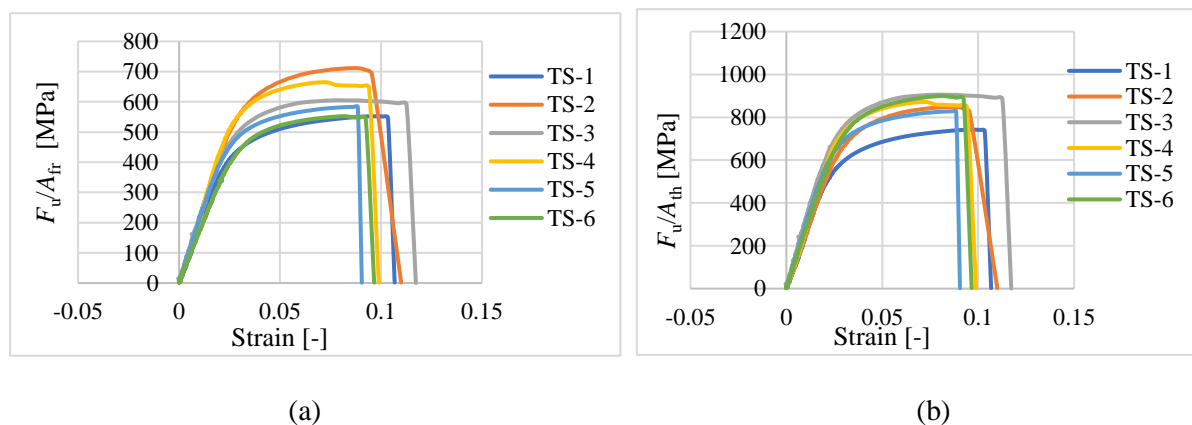 800
700
600
500
400
300
200
100
0
-0.05
0
0.05
0.1
0.15
F_u/A_fr [MPa]
Strain [-]
TS-1
TS-2
TS-3
TS-4
TS-5
TS-6
(a)
1200
1000
800
600
400
200
0
-0.05
0
0.05
0.1
0.15
F_u/A_th [MPa]
Strain [-]
TS-1
TS-2
TS-3
TS-4
TS-5
TS-6
(b)